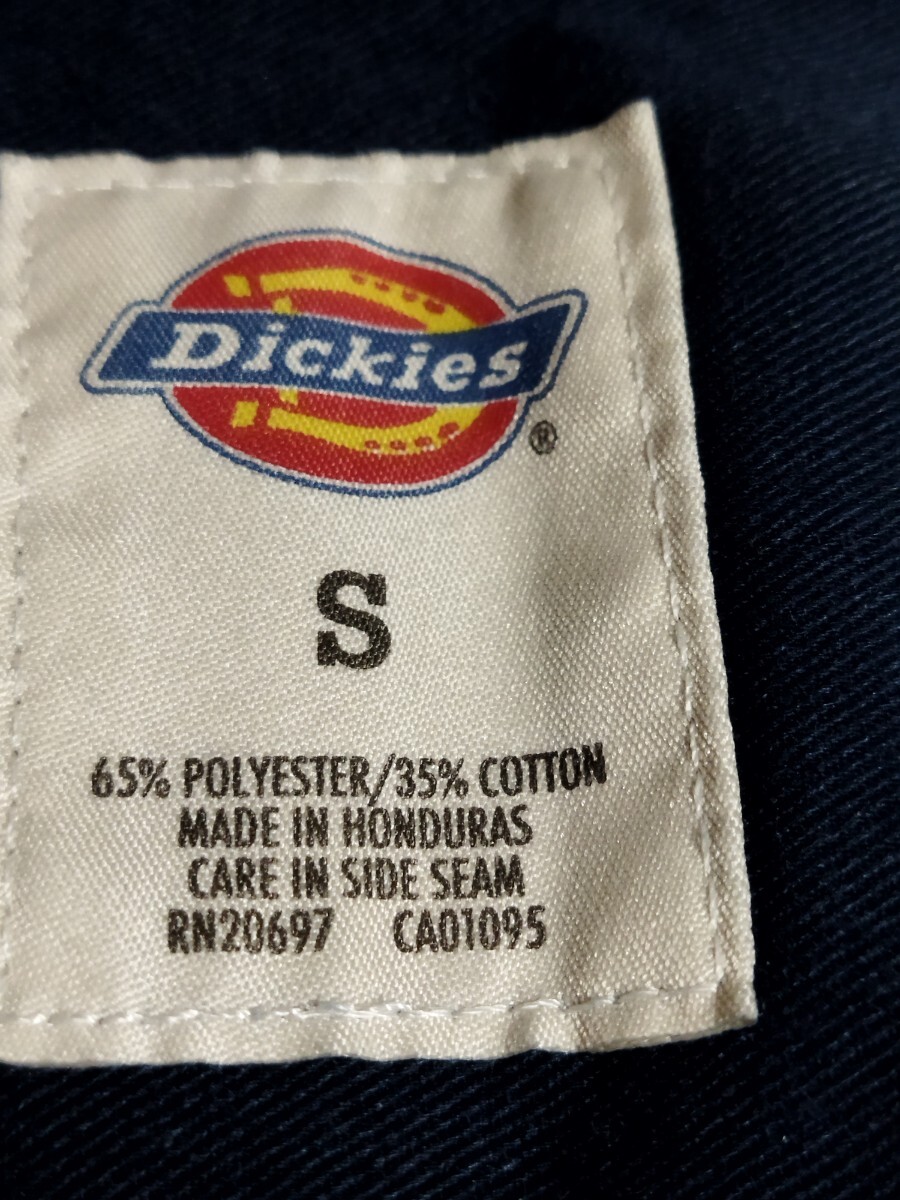 Dickies
®
S
65% POLYESTER/35% COTTON
MADE IN HONDURAS
CARE IN SIDE SEAM
RN20697 CA01095